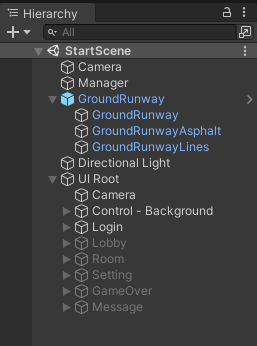 Hierarchy
All
StartScene
Camera
Manager
GroundRunway
GroundRunway
GroundRunwayAsphalt
GroundRunwayLines
Directional Light
UI Root
Camera
Control - Background
Login
Lobby
Room
Setting
GameOver
Message